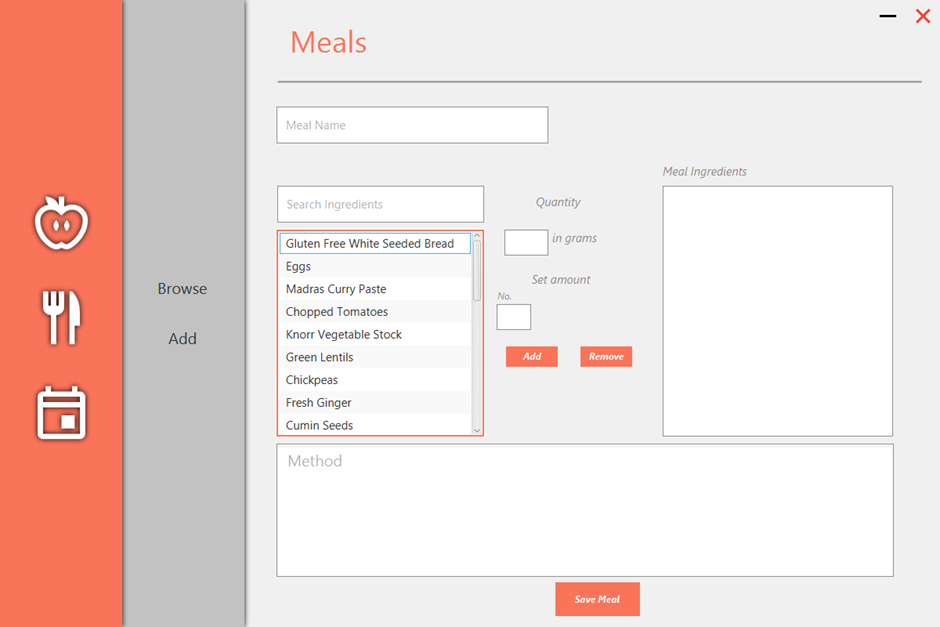 Meals
Meal Name
Meal Ingredients
Search Ingredients
Quantity
in grams
Set amount
No.
Add
Remove
Gluten Free White Seeded Bread
Eggs
Madras Curry Paste
Chopped Tomatoes
Knorr Vegetable Stock
Green Lentils
Chickpeas
Fresh Ginger
Cumin Seeds
Browse
Add
Method
Save Meal